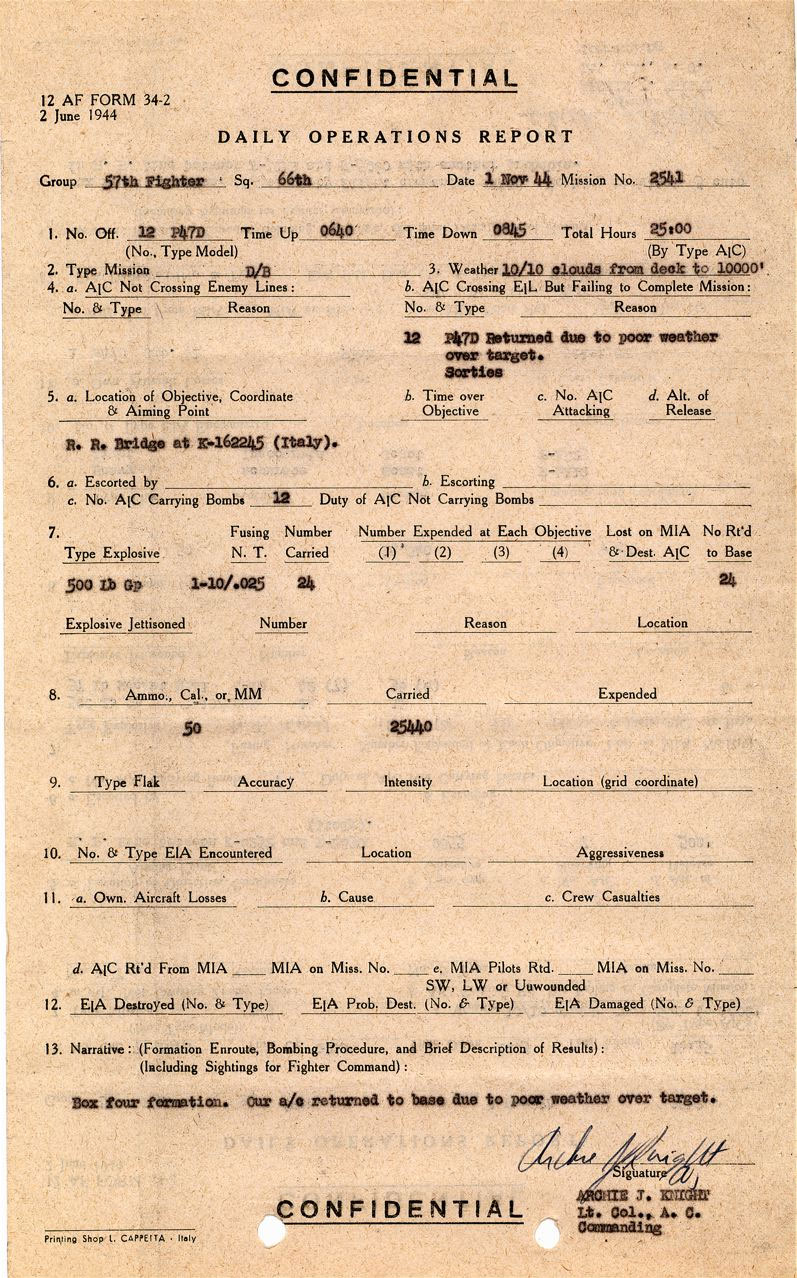 CONFIDENTIAL
12 AF FORM 34-2
2 June 1944
DAILY OPERATIONS REPORT
Group 57th Fighter Sq. 66th Date 1 Nov 44 Mission No. 2541
1. No. Off. 12 P47D Time Up 0640 Time Down 0845 Total Hours 25:00
(No., Type Model) (By Type A|C)
2. Type Mission D/B 3. Weather 10/10 clouds from deck to 10000'
4. a. A|C Not Crossing Enemy Lines: b. A|C Crossing E|L But Failing to Complete Mission:
No. & Type Reason No. & Type Reason
12 P47D Returned due to poor weather
over target.
Sorties
5. a. Location of Objective, Coordinate b. Time over c. No. A|C d. Alt. of
& Aiming Point Objective Attacking Release
R. R. Bridge at K-162245 (Italy).
6. a. Escorted by b. Escorting
c. No. A|C Carrying Bombs 12 Duty of A|C Not Carrying Bombs
7. Fusing Number Number Expended at Each Objective Lost on MIA No Rt'd
Type Explosive N. T. Carried (1) (2) (3) (4) & Dest. A|C to Base
500 Lb Gp 1-10/.025 24 24
Explosive Jettisoned Number Reason Location
8. Ammo., Cal., or, MM Carried Expended
50 25440
9. Type Flak Accuracy Intensity Location (grid coordinate)
10. No. & Type E|A Encountered Location Aggressiveness
11. a. Own. Aircraft Losses b. Cause c. Crew Casualties
d. A|C Rt'd From MIA MIA on Miss. No. e. MIA Pilots Rtd. MIA on Miss. No.
SW, LW or Uuwounded
12. E|A Destroyed (No. & Type) E|A Prob. Dest. (No. & Type) E|A Damaged (No. & Type)
13. Narrative: (Formation Enroute, Bombing Procedure, and Brief Description of Results):
(Including Sightings for Fighter Command):
Box four formation. Our a/c returned to base due to poor weather over target.
Archie J Knight
Signature
ARCHIE J. KNIGHT
Lt. Col., A. C.
Commanding
CONFIDENTIAL
Printing Shop L. CAPPETTA - Italy